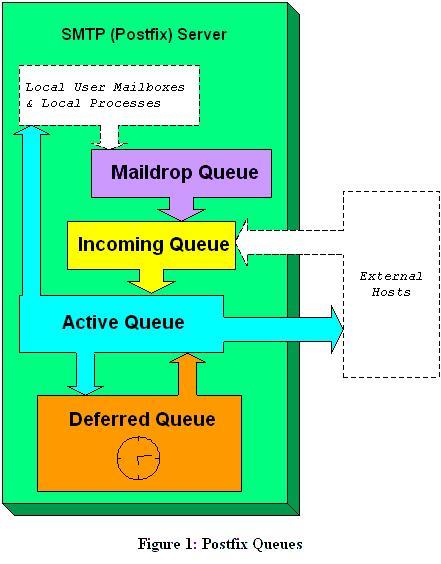 SMTP (Postfix) Server
Local User Mailboxes
& Local Processes
Maildrop Queue
Incoming Queue
External
Hosts
Active Queue
Deferred Queue
Figure 1: Postfix Queues